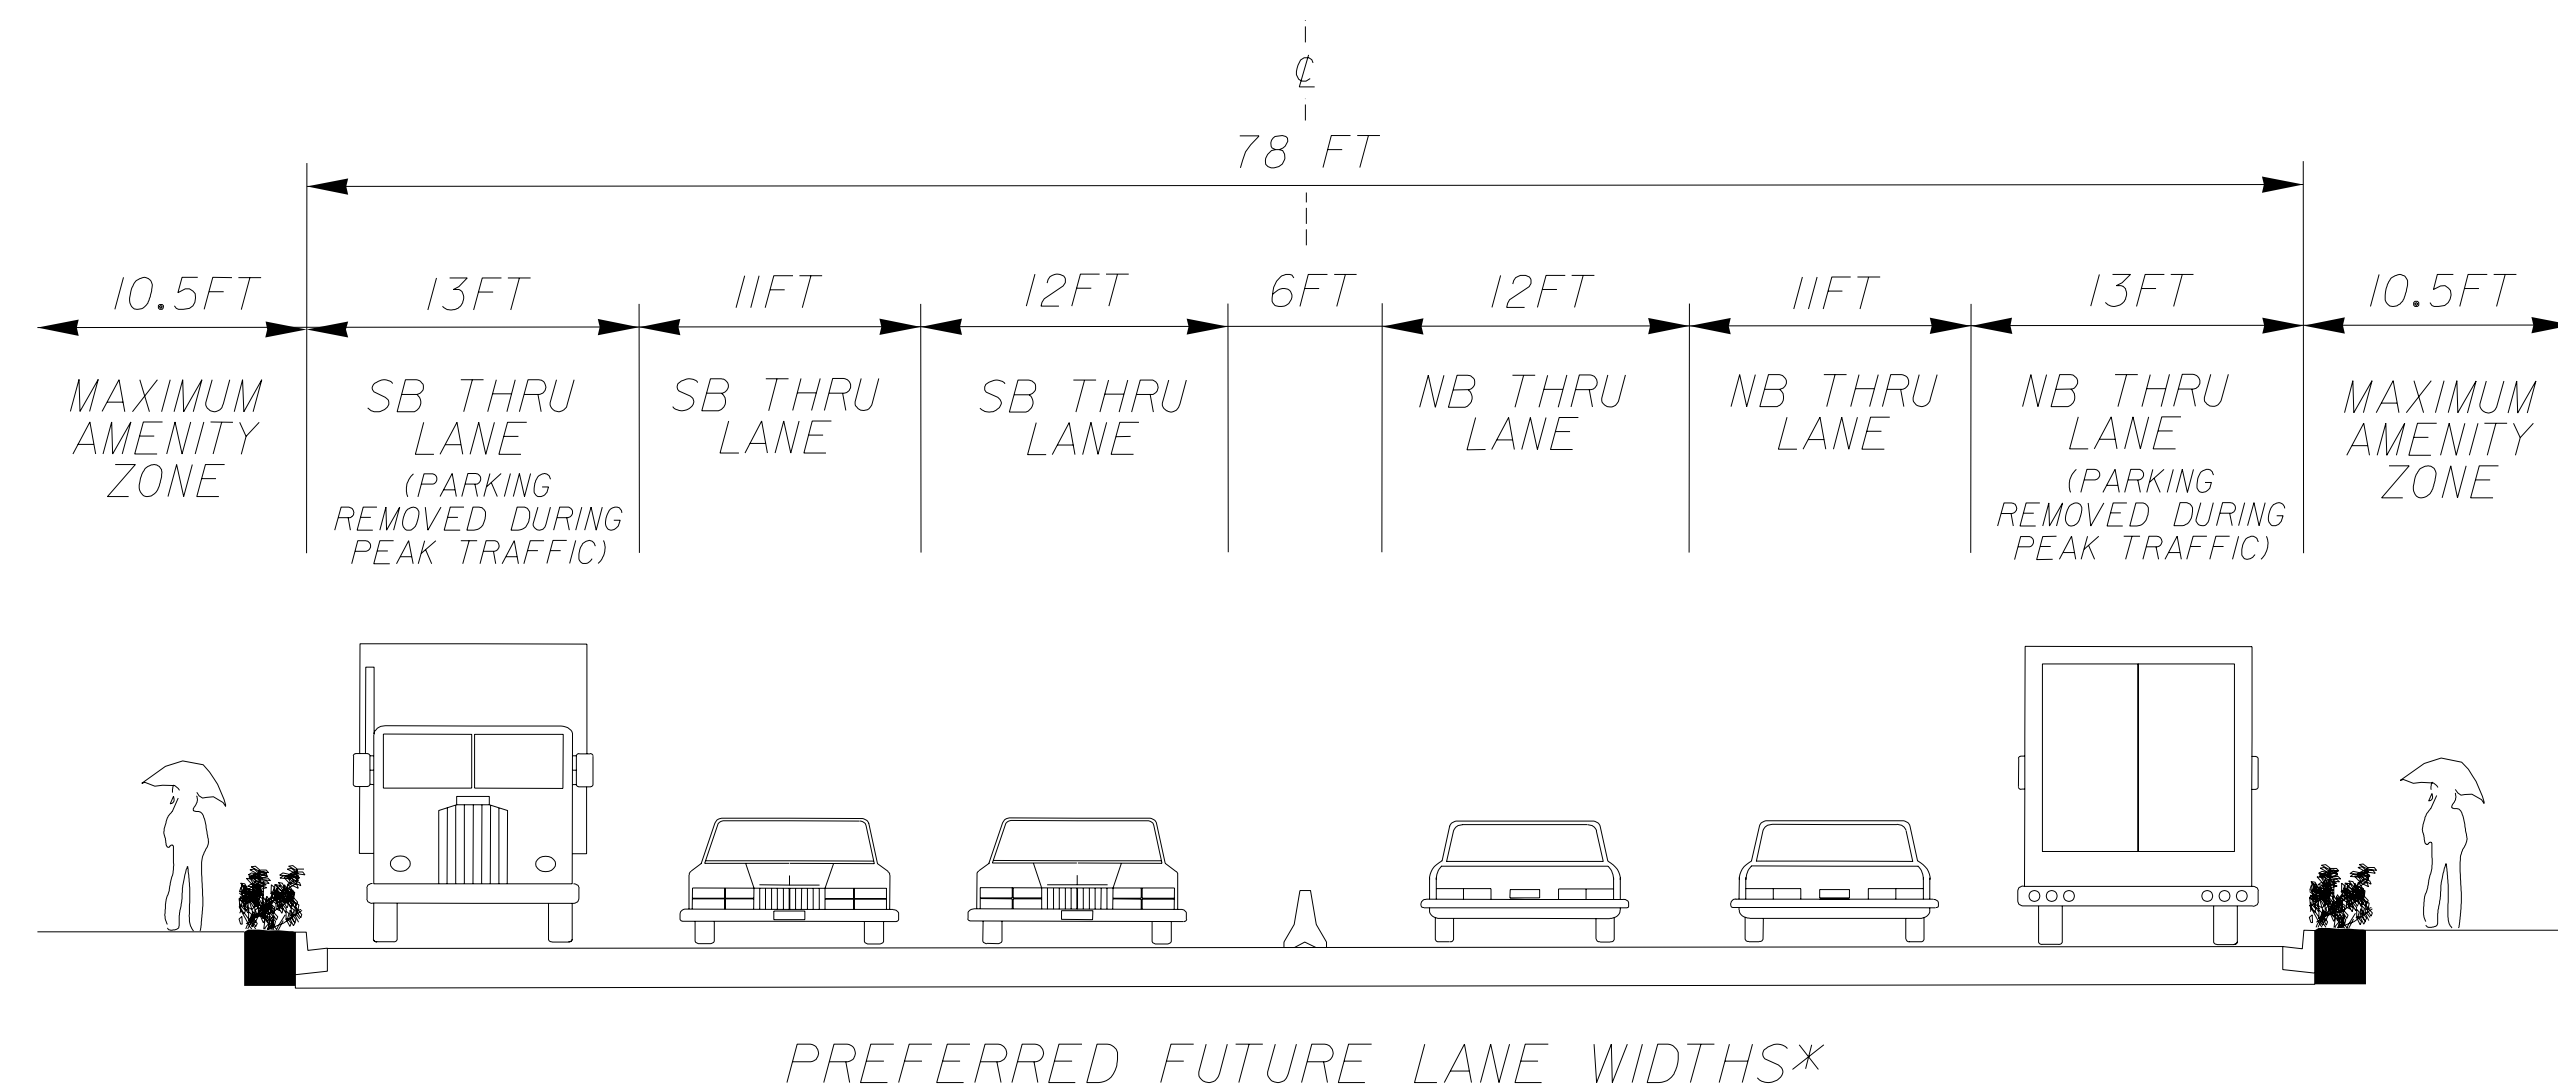 ℄
78 FT
10.5FT 13FT 11FT 12FT 6FT 12FT 11FT 13FT 10.5FT
MAXIMUM
AMENITY
ZONE
SB THRU
LANE
(PARKING
REMOVED DURING
PEAK TRAFFIC)
SB THRU
LANE
SB THRU
LANE
NB THRU
LANE
NB THRU
LANE
NB THRU
LANE
(PARKING
REMOVED DURING
PEAK TRAFFIC)
MAXIMUM
AMENITY
ZONE
PREFERRED FUTURE LANE WIDTHS*